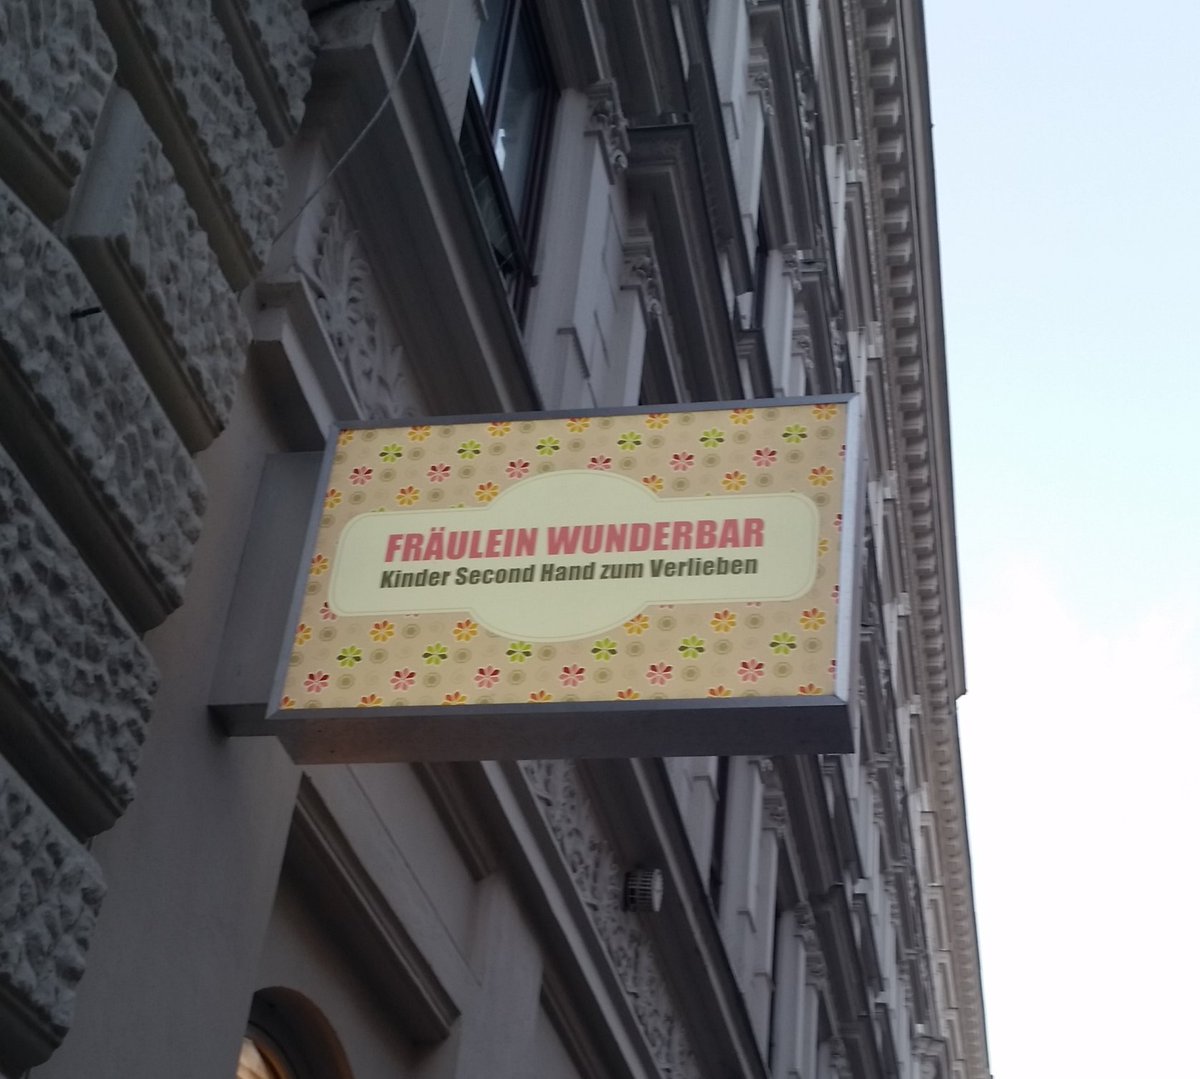 FRÄULEIN WUNDERBAR
Kinder Second Hand zum Verlieben